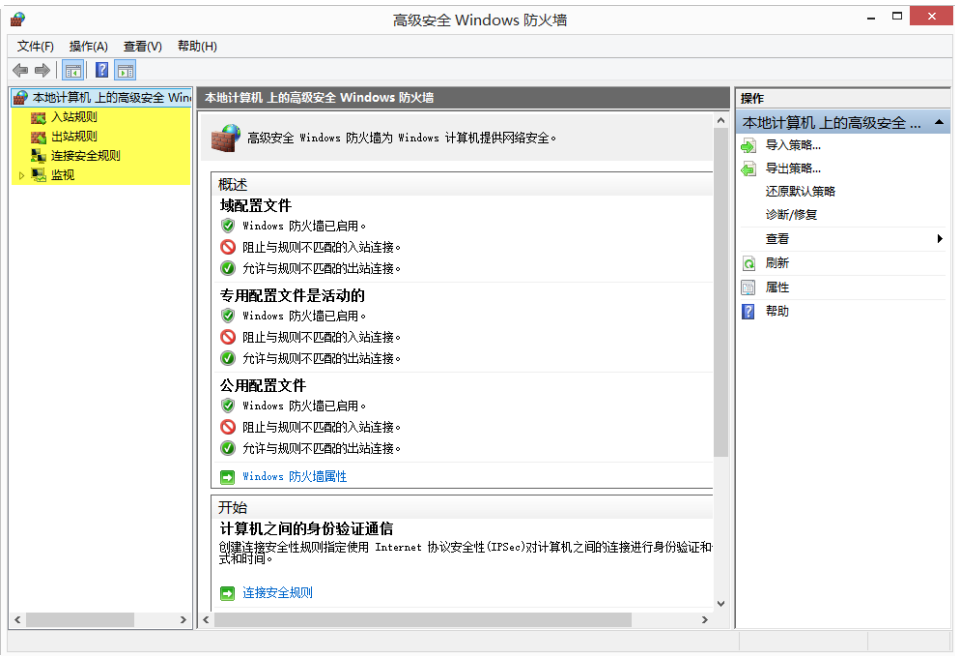 高级安全 Windows 防火墙
文件(F) 操作(A) 查看(V) 帮助(H)
本地计算机 上的高级安全 Win
入站规则
出站规则
连接安全规则
监视
本地计算机 上的高级安全 Windows 防火墙
高级安全 Windows 防火墙为 Windows 计算机提供网络安全。
概述
域配置文件
Windows 防火墙已启用。
阻止与规则不匹配的入站连接。
允许与规则不匹配的出站连接。
专用配置文件是活动的
Windows 防火墙已启用。
阻止与规则不匹配的入站连接。
允许与规则不匹配的出站连接。
公用配置文件
Windows 防火墙已启用。
阻止与规则不匹配的入站连接。
允许与规则不匹配的出站连接。
Windows 防火墙属性
开始
计算机之间的身份验证通信
创建连接安全性规则指定使用 Internet 协议安全性(IPSec)对计算机之间的连接进行身份验证和
式和时间。
连接安全规则
操作
本地计算机 上的高级安全 ...
导入策略...
导出策略...
还原默认策略
诊断/修复
查看
刷新
属性
帮助